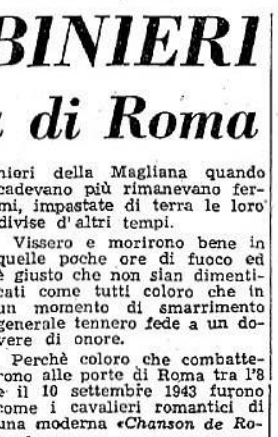 BINIERI
di Roma
nieri della Magliana quando
cadevano più rimanevano fer-
mi, impastate di terra le loro
divise d'altri tempi.
Vissero e morirono bene in
quelle poche ore di fuoco ed
è giusto che non sian dimenti-
cati come tutti coloro che in
un momento di smarrimento
generale tennero fede a un do-
vere di onore.
Perchè coloro che combatte-
rono alle porte di Roma tra l'8
e il 10 settembre 1943 furono
come i cavalieri romantici di
una moderna «Chanson de Ro-